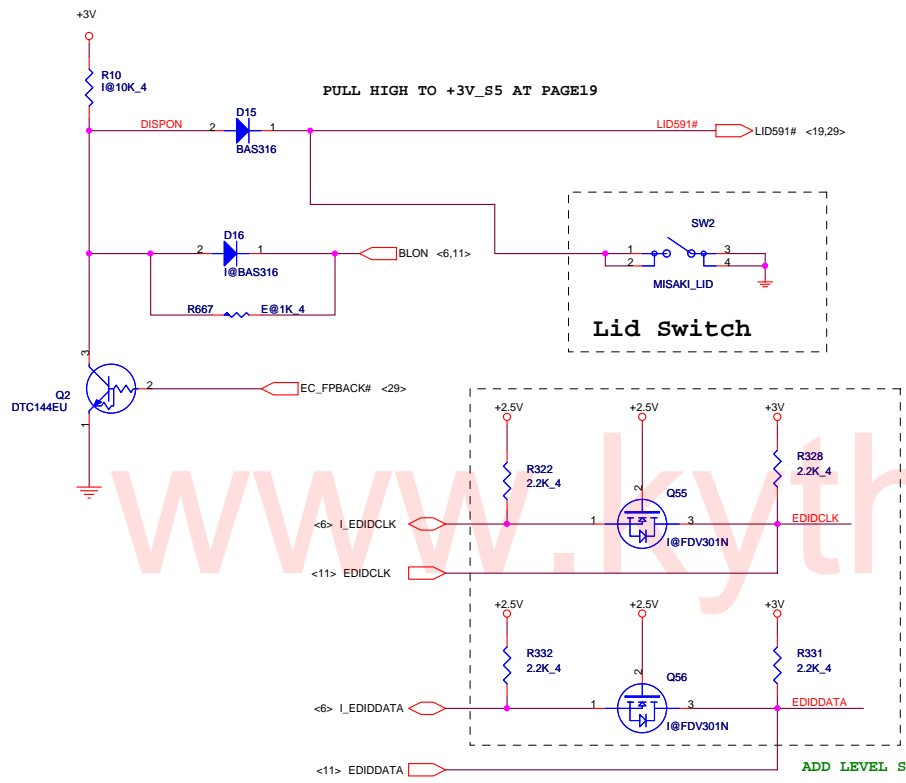 +3V
R10
I@10K_4
PULL HIGH TO +3V_S5 AT PAGE19
DISPON
2
D15
1
BAS316
LID591#
LID591# <19,29>
D16
2
1
I@BAS316
BLON <6,11>
R667
E@1K_4
SW2
1
2
3
4
MISAKI_LID
Lid Switch
3
Q2
DTC144EU
2
1
EC_FPBACK# <29>
+2.5V
+2.5V
+3V
R322
2.2K_4
R328
2.2K_4
2
Q55
<6> I_EDIDCLK
1
3
EDIDCLK
I@FDV301N
<11> EDIDCLK
www.kyth
+2.5V
+2.5V
+3V
R332
2.2K_4
R331
2.2K_4
2
Q56
<6> I_EDIDDATA
1
3
EDIDDATA
I@FDV301N
<11> EDIDDATA
ADD LEVEL S